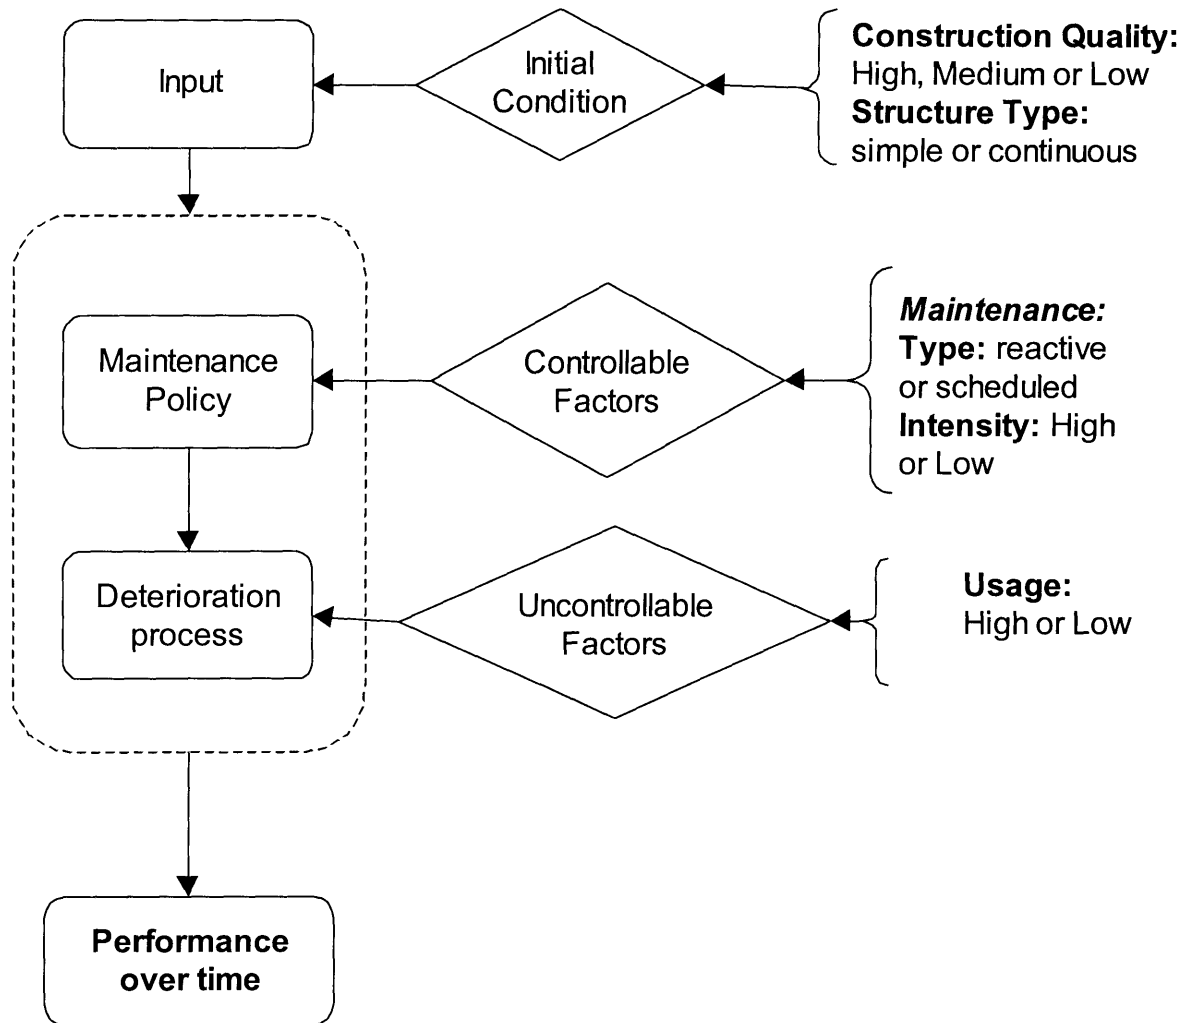 Input
Initial
Condition
Construction Quality:
High, Medium or Low
Structure Type:
simple or continuous
Maintenance
Policy
Controllable
Factors
Maintenance:
Type: reactive
or scheduled
Intensity: High
or Low
Deterioration
process
Uncontrollable
Factors
Usage:
High or Low
Performance
over time